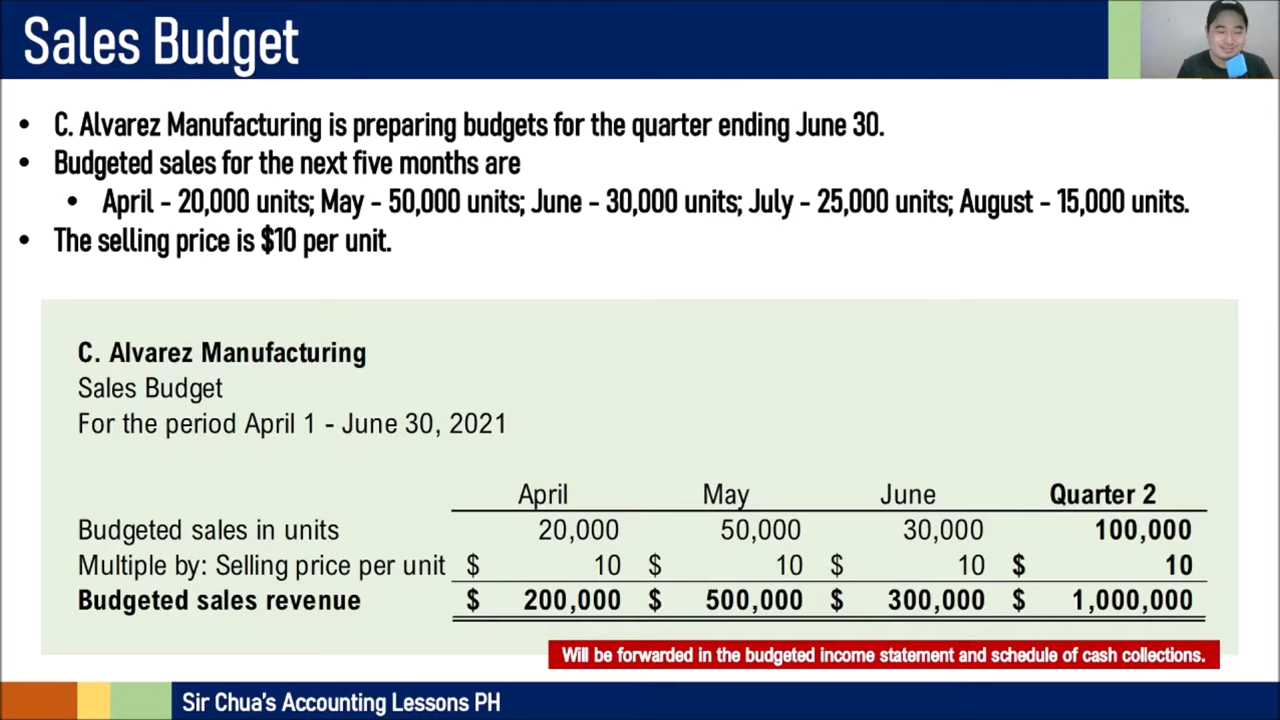 Sales Budget
• C. Alvarez Manufacturing is preparing budgets for the quarter ending June 30.
• Budgeted sales for the next five months are
• April - 20,000 units; May - 50,000 units; June - 30,000 units; July - 25,000 units; August - 15,000 units.
• The selling price is $10 per unit.
C. Alvarez Manufacturing
Sales Budget
For the period April 1 - June 30, 2021
April May June Quarter 2
Budgeted sales in units 20,000 50,000 30,000 100,000
Multiple by: Selling price per unit $ 10 $ 10 $ 10 $ 10
Budgeted sales revenue $ 200,000 $ 500,000 $ 300,000 $ 1,000,000
Will be forwarded in the budgeted income statement and schedule of cash collections.
Sir Chua's Accounting Lessons PH